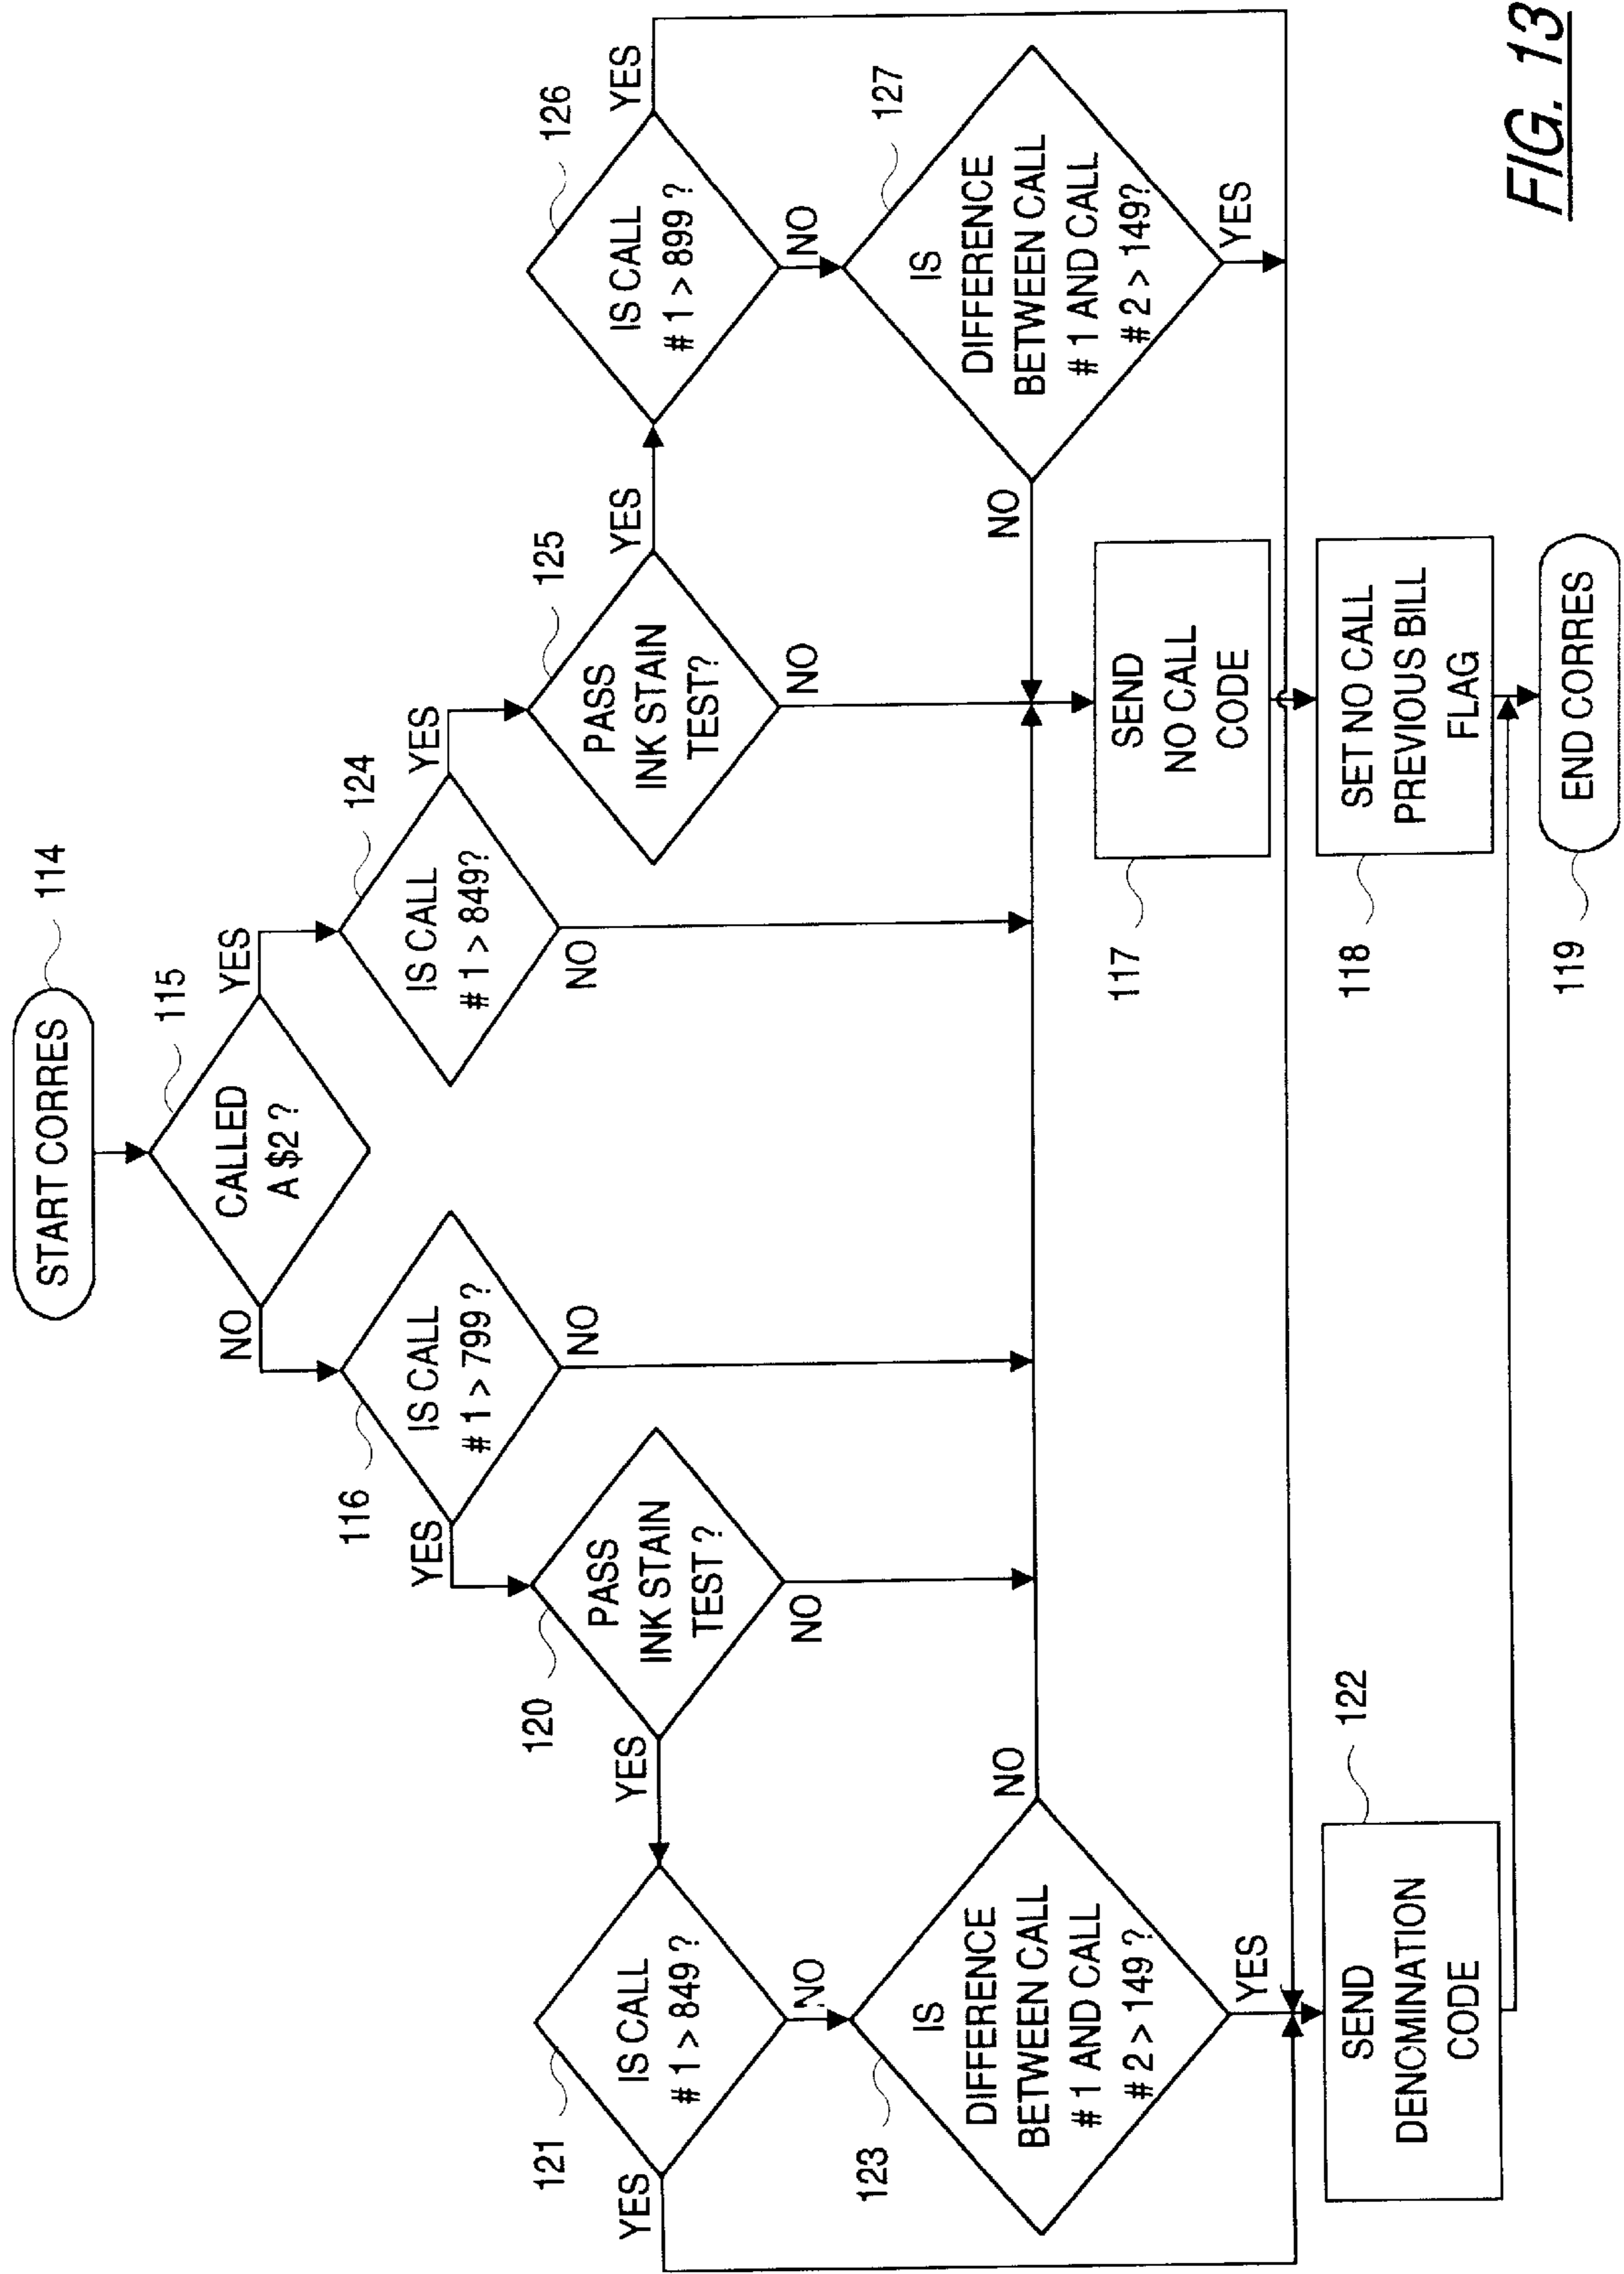 START CORRES
114
CALLED
A $2 ?
115
NO
YES
IS CALL
# 1 > 799 ?
116
YES
NO
IS CALL
# 1 > 849?
124
YES
NO
PASS
INK STAIN
TEST ?
120
YES
NO
PASS
INK STAIN
TEST?
125
YES
NO
IS CALL
# 1 > 849 ?
121
YES
NO
IS CALL
# 1 > 899 ?
126
YES
NO
IS
DIFFERENCE
BETWEEN CALL
# 1 AND CALL
# 2 > 149 ?
123
NO
YES
IS
DIFFERENCE
BETWEEN CALL
# 1 AND CALL
# 2 > 149?
127
NO
YES
SEND
NO CALL
CODE
117
SET NO CALL
PREVIOUS BILL
FLAG
118
SEND
DENOMINATION
CODE
122
END CORRES
119
FIG. 13